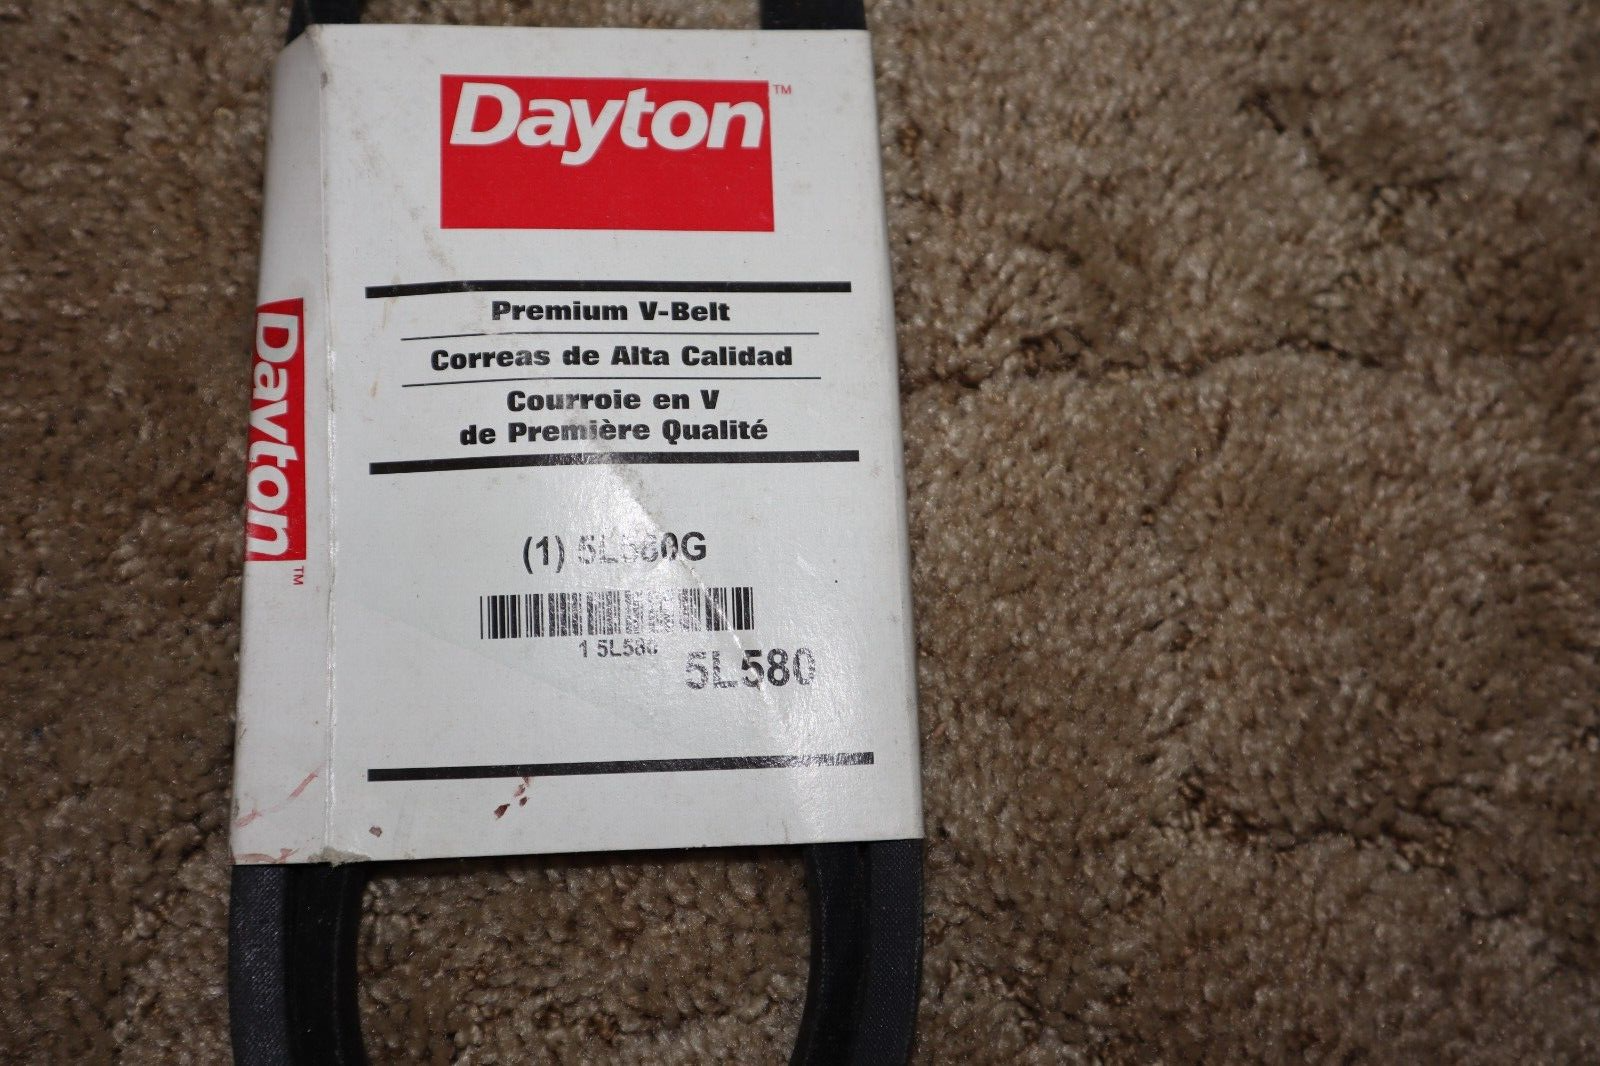 Dayton™
Premium V-Belt
Correas de Alta Calidad
Courroie en V
de Première Qualité
(1) 5L580G
1 5L580
5L580
Dayton™